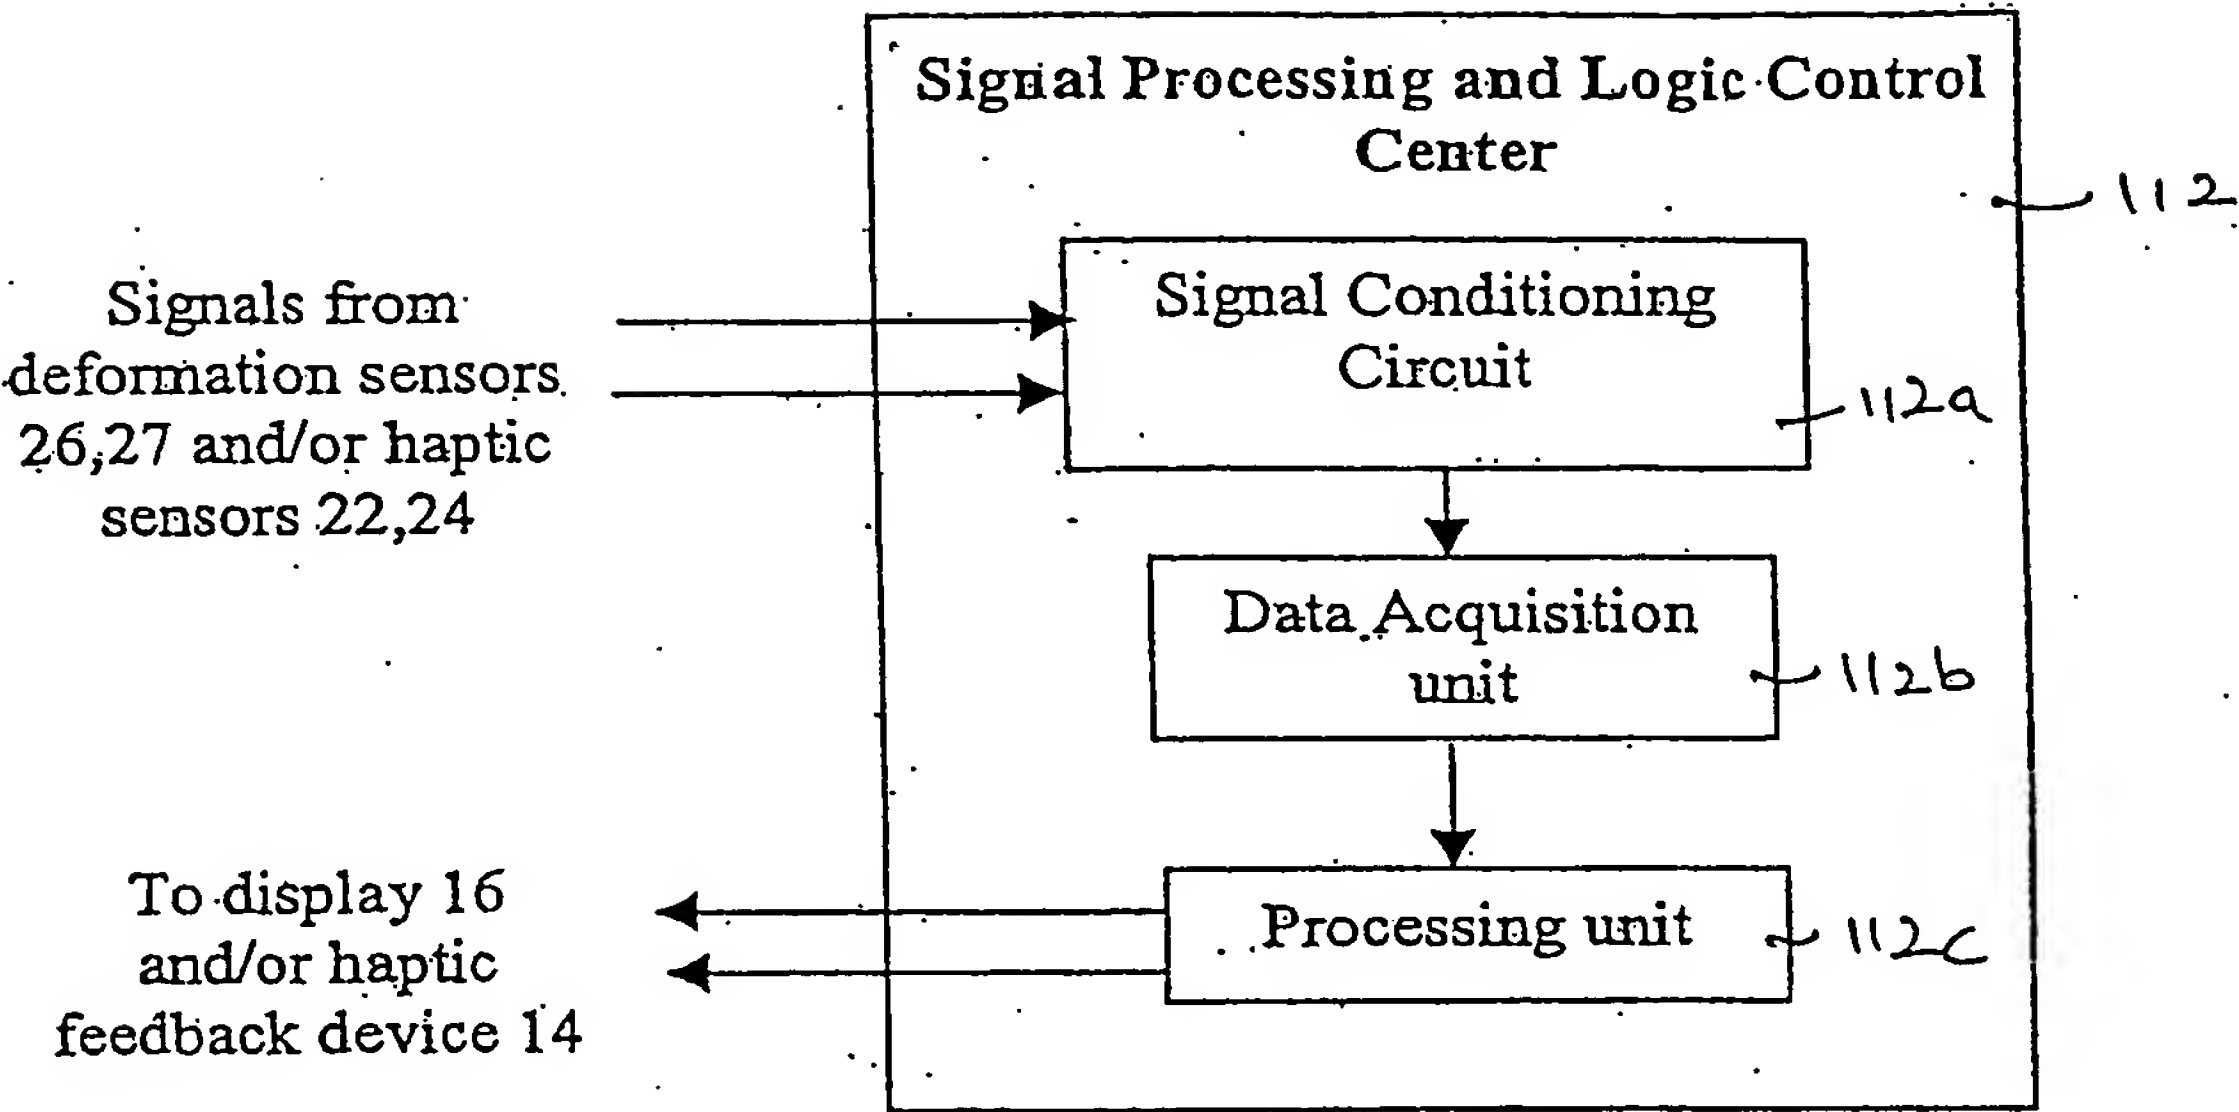 Signal Processing and Logic Control
Center
112
Signals from
deformation sensors
26,27 and/or haptic
sensors 22,24
Signal Conditioning
Circuit
112a
Data Acquisition
unit
112b
To display 16
and/or haptic
feedback device 14
Processing unit
112c